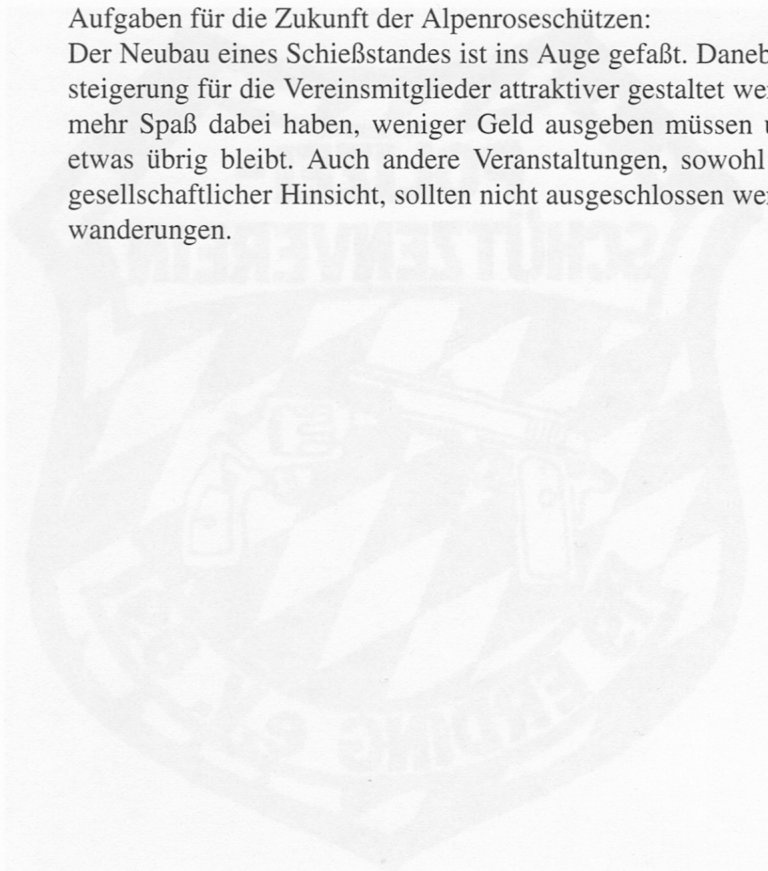 Aufgaben für die Zukunft der Alpenroseschützen:
Der Neubau eines Schießstandes ist ins Auge gefaßt. Daneb
steigerung für die Vereinsmitglieder attraktiver gestaltet we
mehr Spaß dabei haben, weniger Geld ausgeben müssen
etwas übrig bleibt. Auch andere Veranstaltungen, sowohl
gesellschaftlicher Hinsicht, sollten nicht ausgeschlossen we
wanderungen.
SCHÜTZENVEREIN
ERDING e.V.